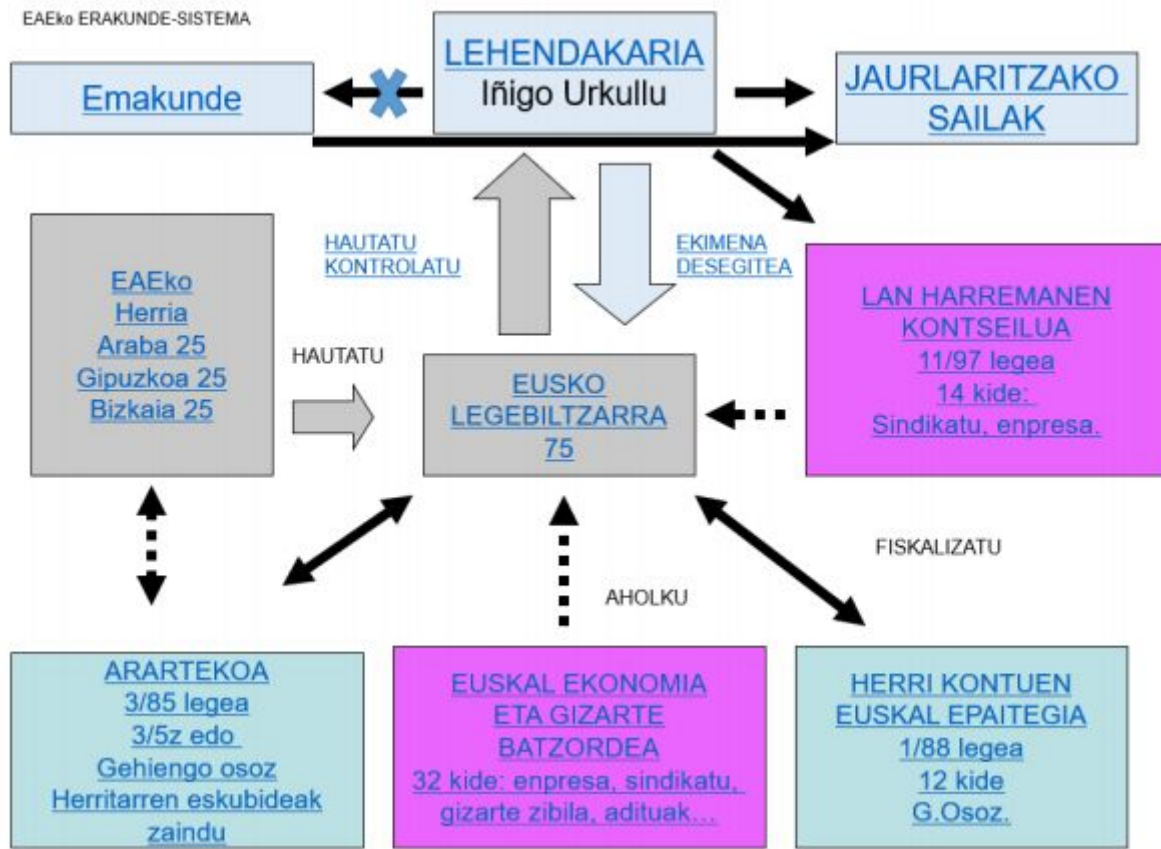 EAEko ERAKUNDE-SISTEMA
Emakunde
LEHENDAKARIA
Iñigo Urkullu
JAURLARITZAKO
SAILAK
EAEko
Herria
Araba 25
Gipuzkoa 25
Bizkaia 25
HAUTATU
KONTROLATU
EKIMENA
DESEGITEA
LAN HARREMANEN
KONTSEILUA
11/97 legea
14 kide:
Sindikatu, enpresa.
HAUTATU
EUSKO
LEGEBILTZARRA
75
FISKALIZATU
AHOLKU
ARARTEKOA
3/85 legea
3/5z edo
Gehiengo osoz
Herritarren eskubideak
zaindu
EUSKAL EKONOMIA
ETA GIZARTE
BATZORDEA
32 kide: enpresa, sindikatu,
gizarte zibila, adituak...
HERRI KONTUEN
EUSKAL EPAITEGIA
1/88 legea
12 kide
G.Osoz.